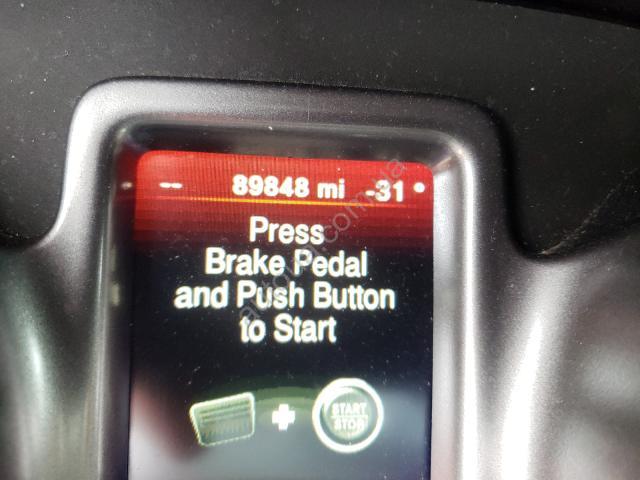 -- 89848 mi -31°
Press
Brake Pedal
and Push Button
to Start
START
STOP